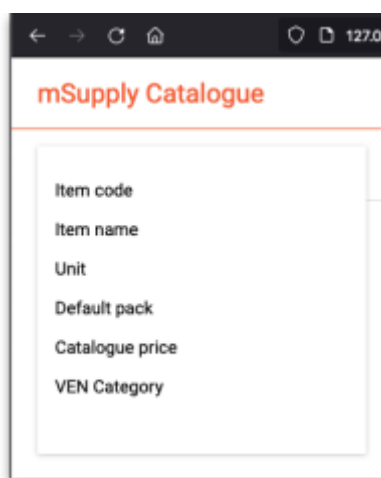 127.0
mSupply Catalogue
Item code
Item name
Unit
Default pack
Catalogue price
VEN Category